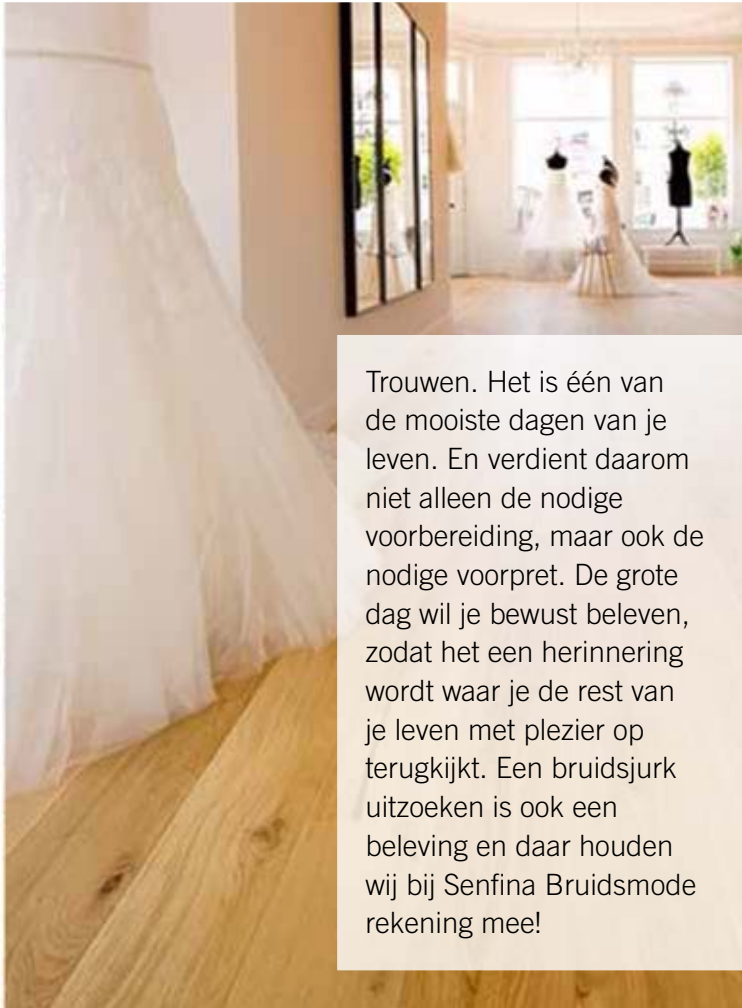 Trouwen. Het is één van
de mooiste dagen van je
leven. En verdient daarom
niet alleen de nodige
voorbereiding, maar ook de
nodige voorpret. De grote
dag wil je bewust beleven,
zodat het een herinnering
wordt waar je de rest van
je leven met plezier op
terugkijkt. Een bruidsjurk
uitzoeken is ook een
beleving en daar houden
wij bij Senfina Bruidsmode
rekening mee!